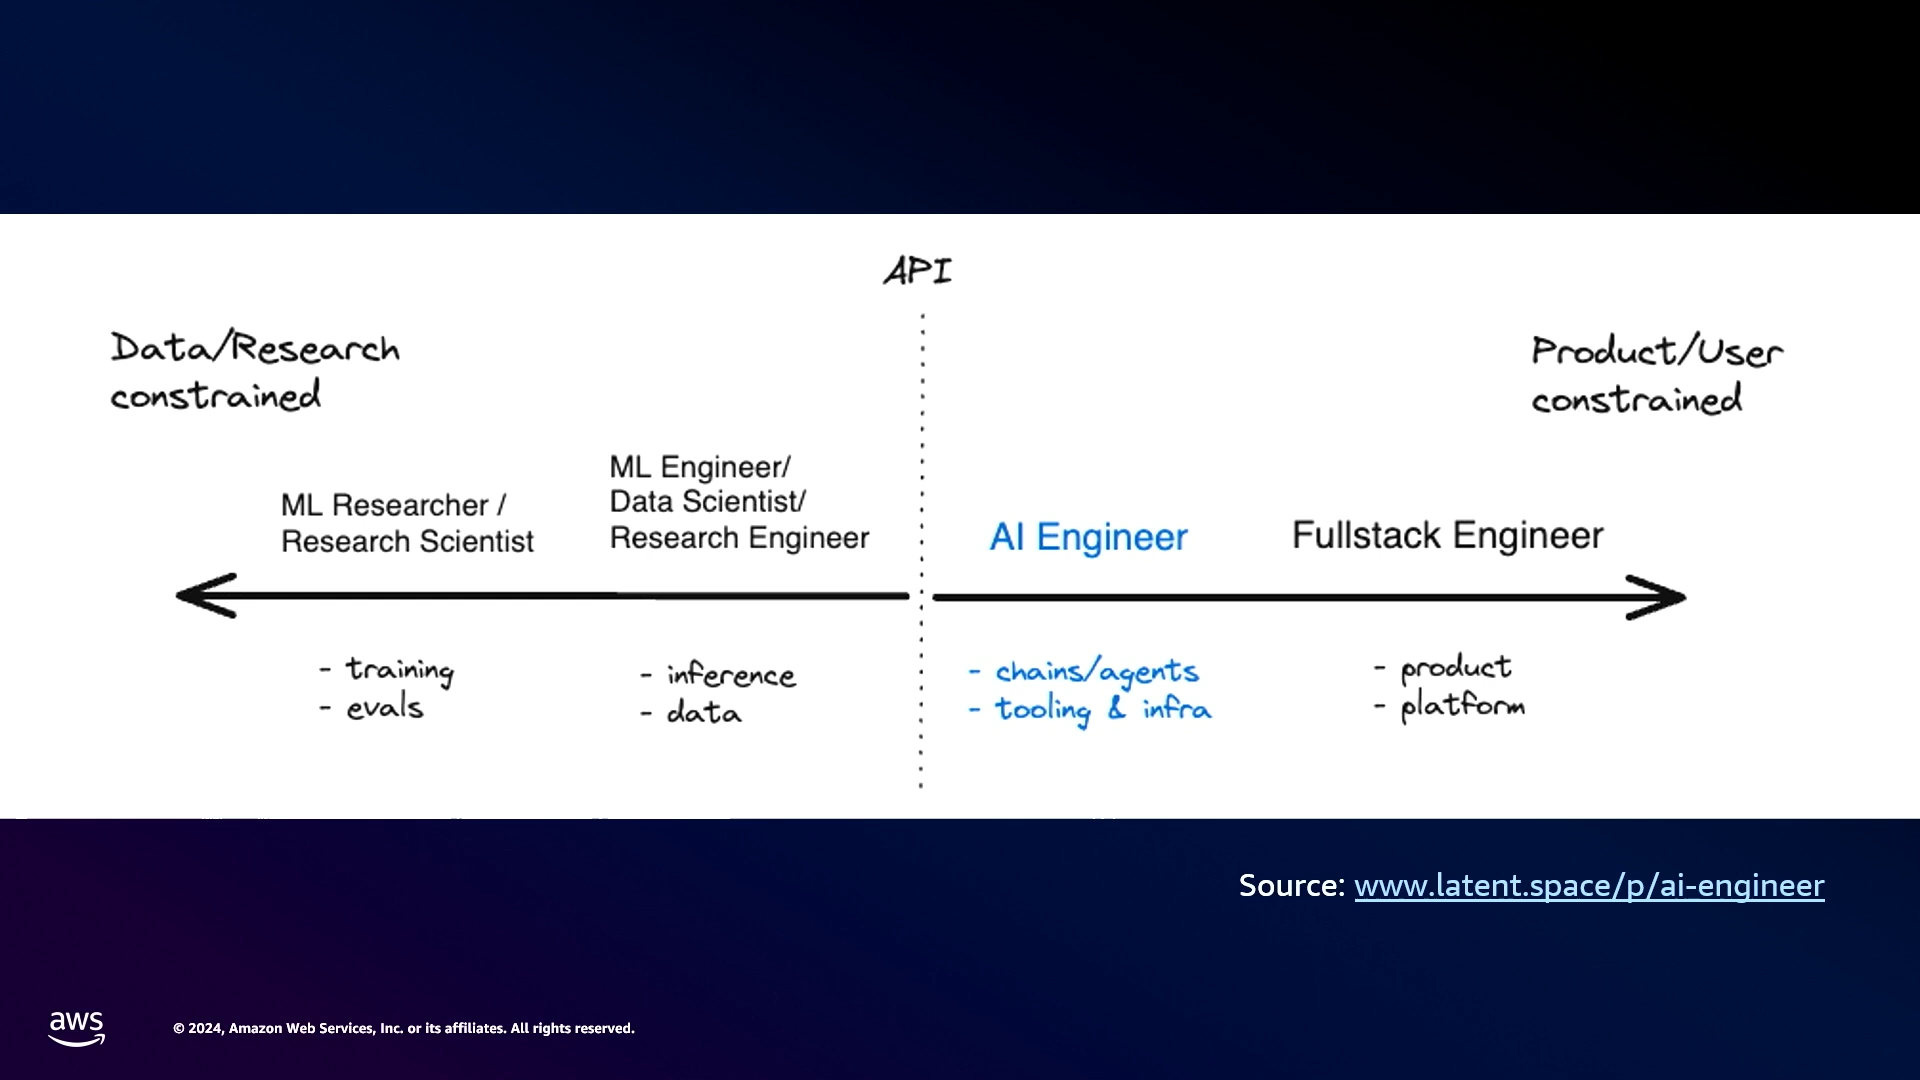 API
Data/Research
constrained
Product/User
constrained
ML Researcher /
Research Scientist
ML Engineer/
Data Scientist/
Research Engineer
AI Engineer
Fullstack Engineer
- training
- evals
- inference
- data
- chains/agents
- tooling & infra
- product
- platform
Source: www.latent.space/p/ai-engineer
aws
© 2024, Amazon Web Services, Inc. or its affiliates. All rights reserved.